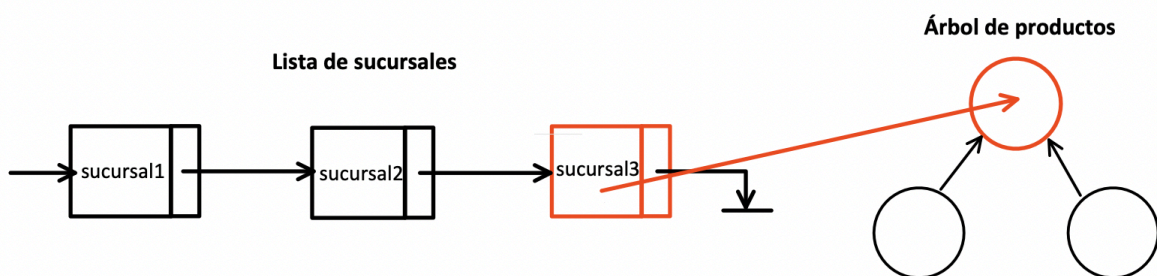 Árbol de productos
Lista de sucursales
sucursal1
sucursal2
sucursal3